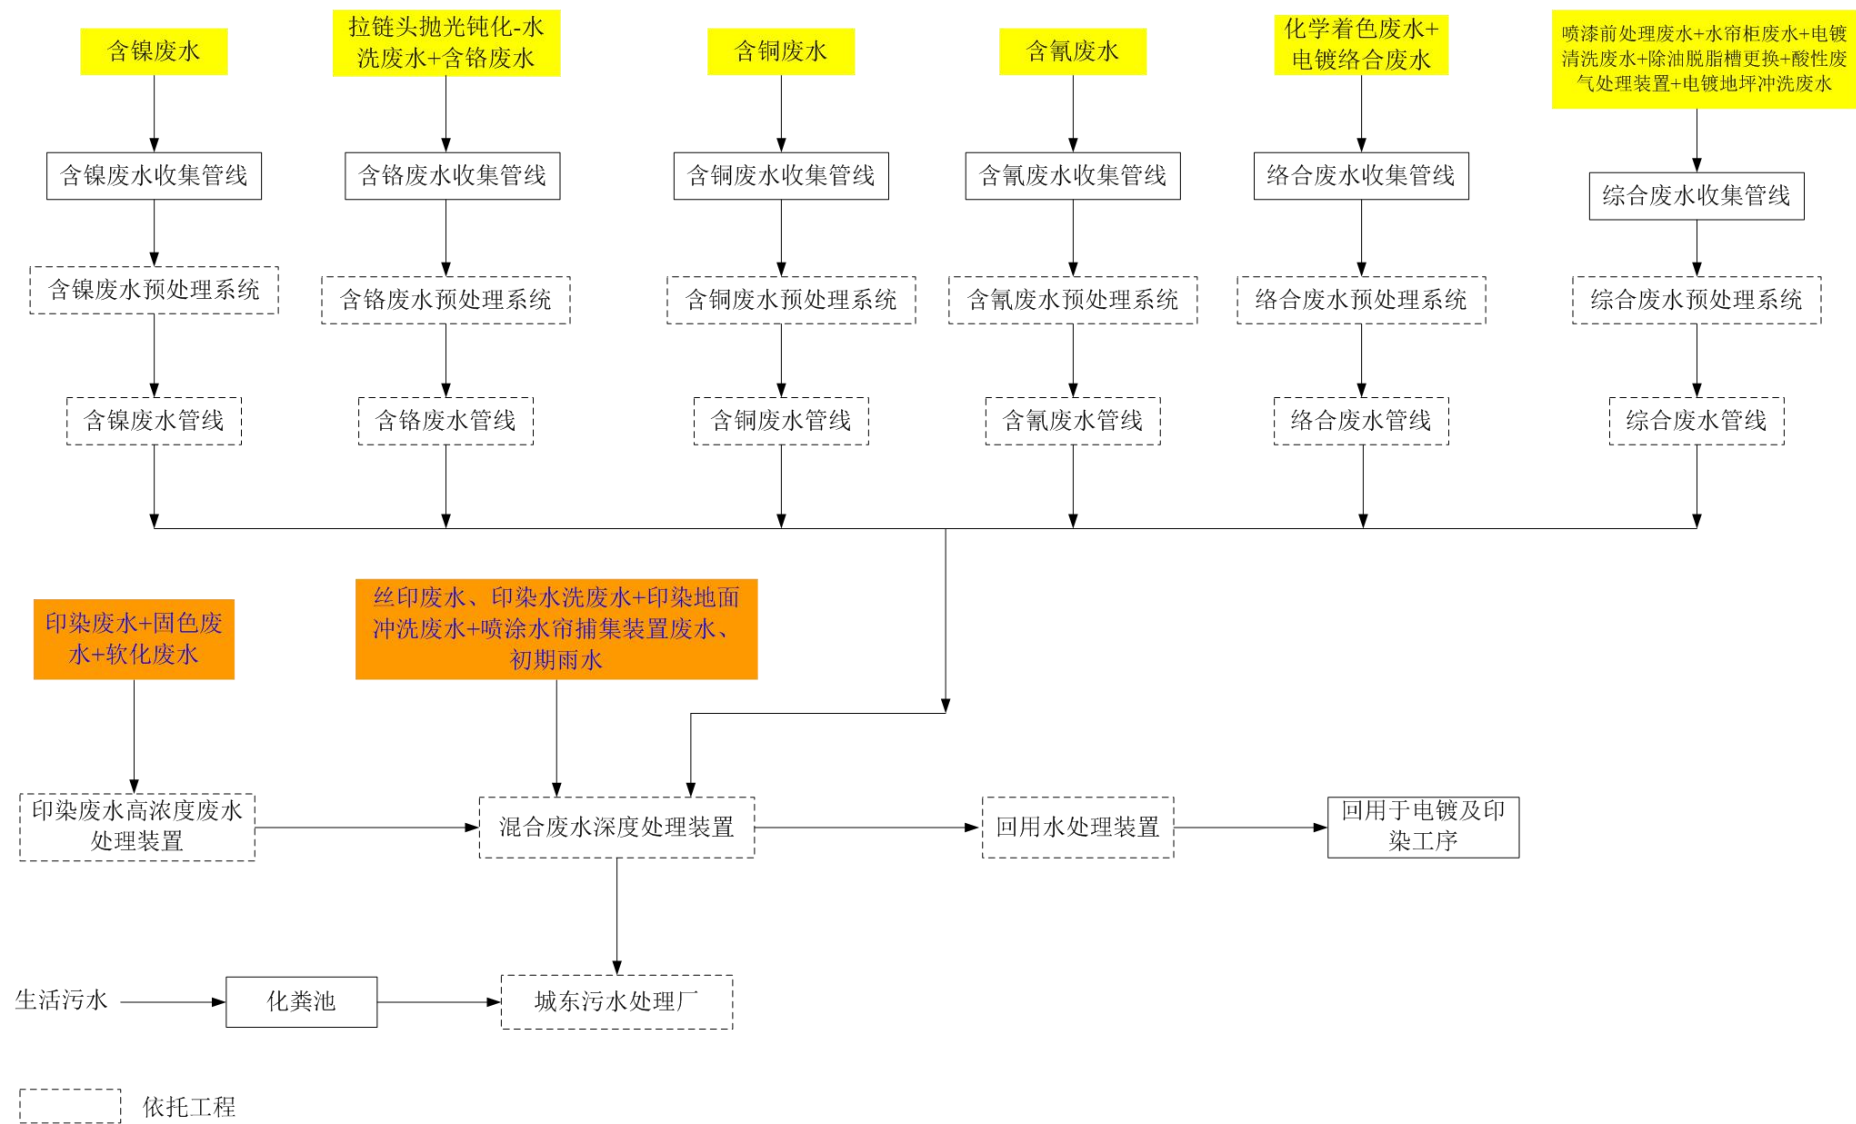 含镍废水
拉链头抛光钝化-水
洗废水+含铬废水
含铜废水
含氰废水
化学着色废水+
电镀络合废水
喷漆前处理废水+水帘柜废水+电镀
清洗废水+除油脱脂槽更换+酸性废
气处理装置+电镀地坪冲洗废水
含镍废水收集管线
含铬废水收集管线
含铜废水收集管线
含氰废水收集管线
络合废水收集管线
综合废水收集管线
含镍废水预处理系统
含铬废水预处理系统
含铜废水预处理系统
含氰废水预处理系统
络合废水预处理系统
综合废水预处理系统
含镍废水管线
含铬废水管线
含铜废水管线
含氰废水管线
络合废水管线
综合废水管线
印染废水+固色废
水+软化废水
丝印废水、印染水洗废水+印染地面
冲洗废水+喷涂水帘捕集装置废水、
初期雨水
印染废水高浓度废水
处理装置
混合废水深度处理装置
回用水处理装置
回用于电镀及印
染工序
生活污水
化粪池
城东污水处理厂
依托工程